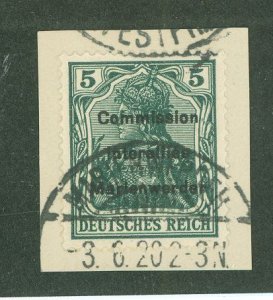 5 5
Commission
Interalliée
Marienwerder
DEUTSCHES REICH
-3.6.20 2-3N.